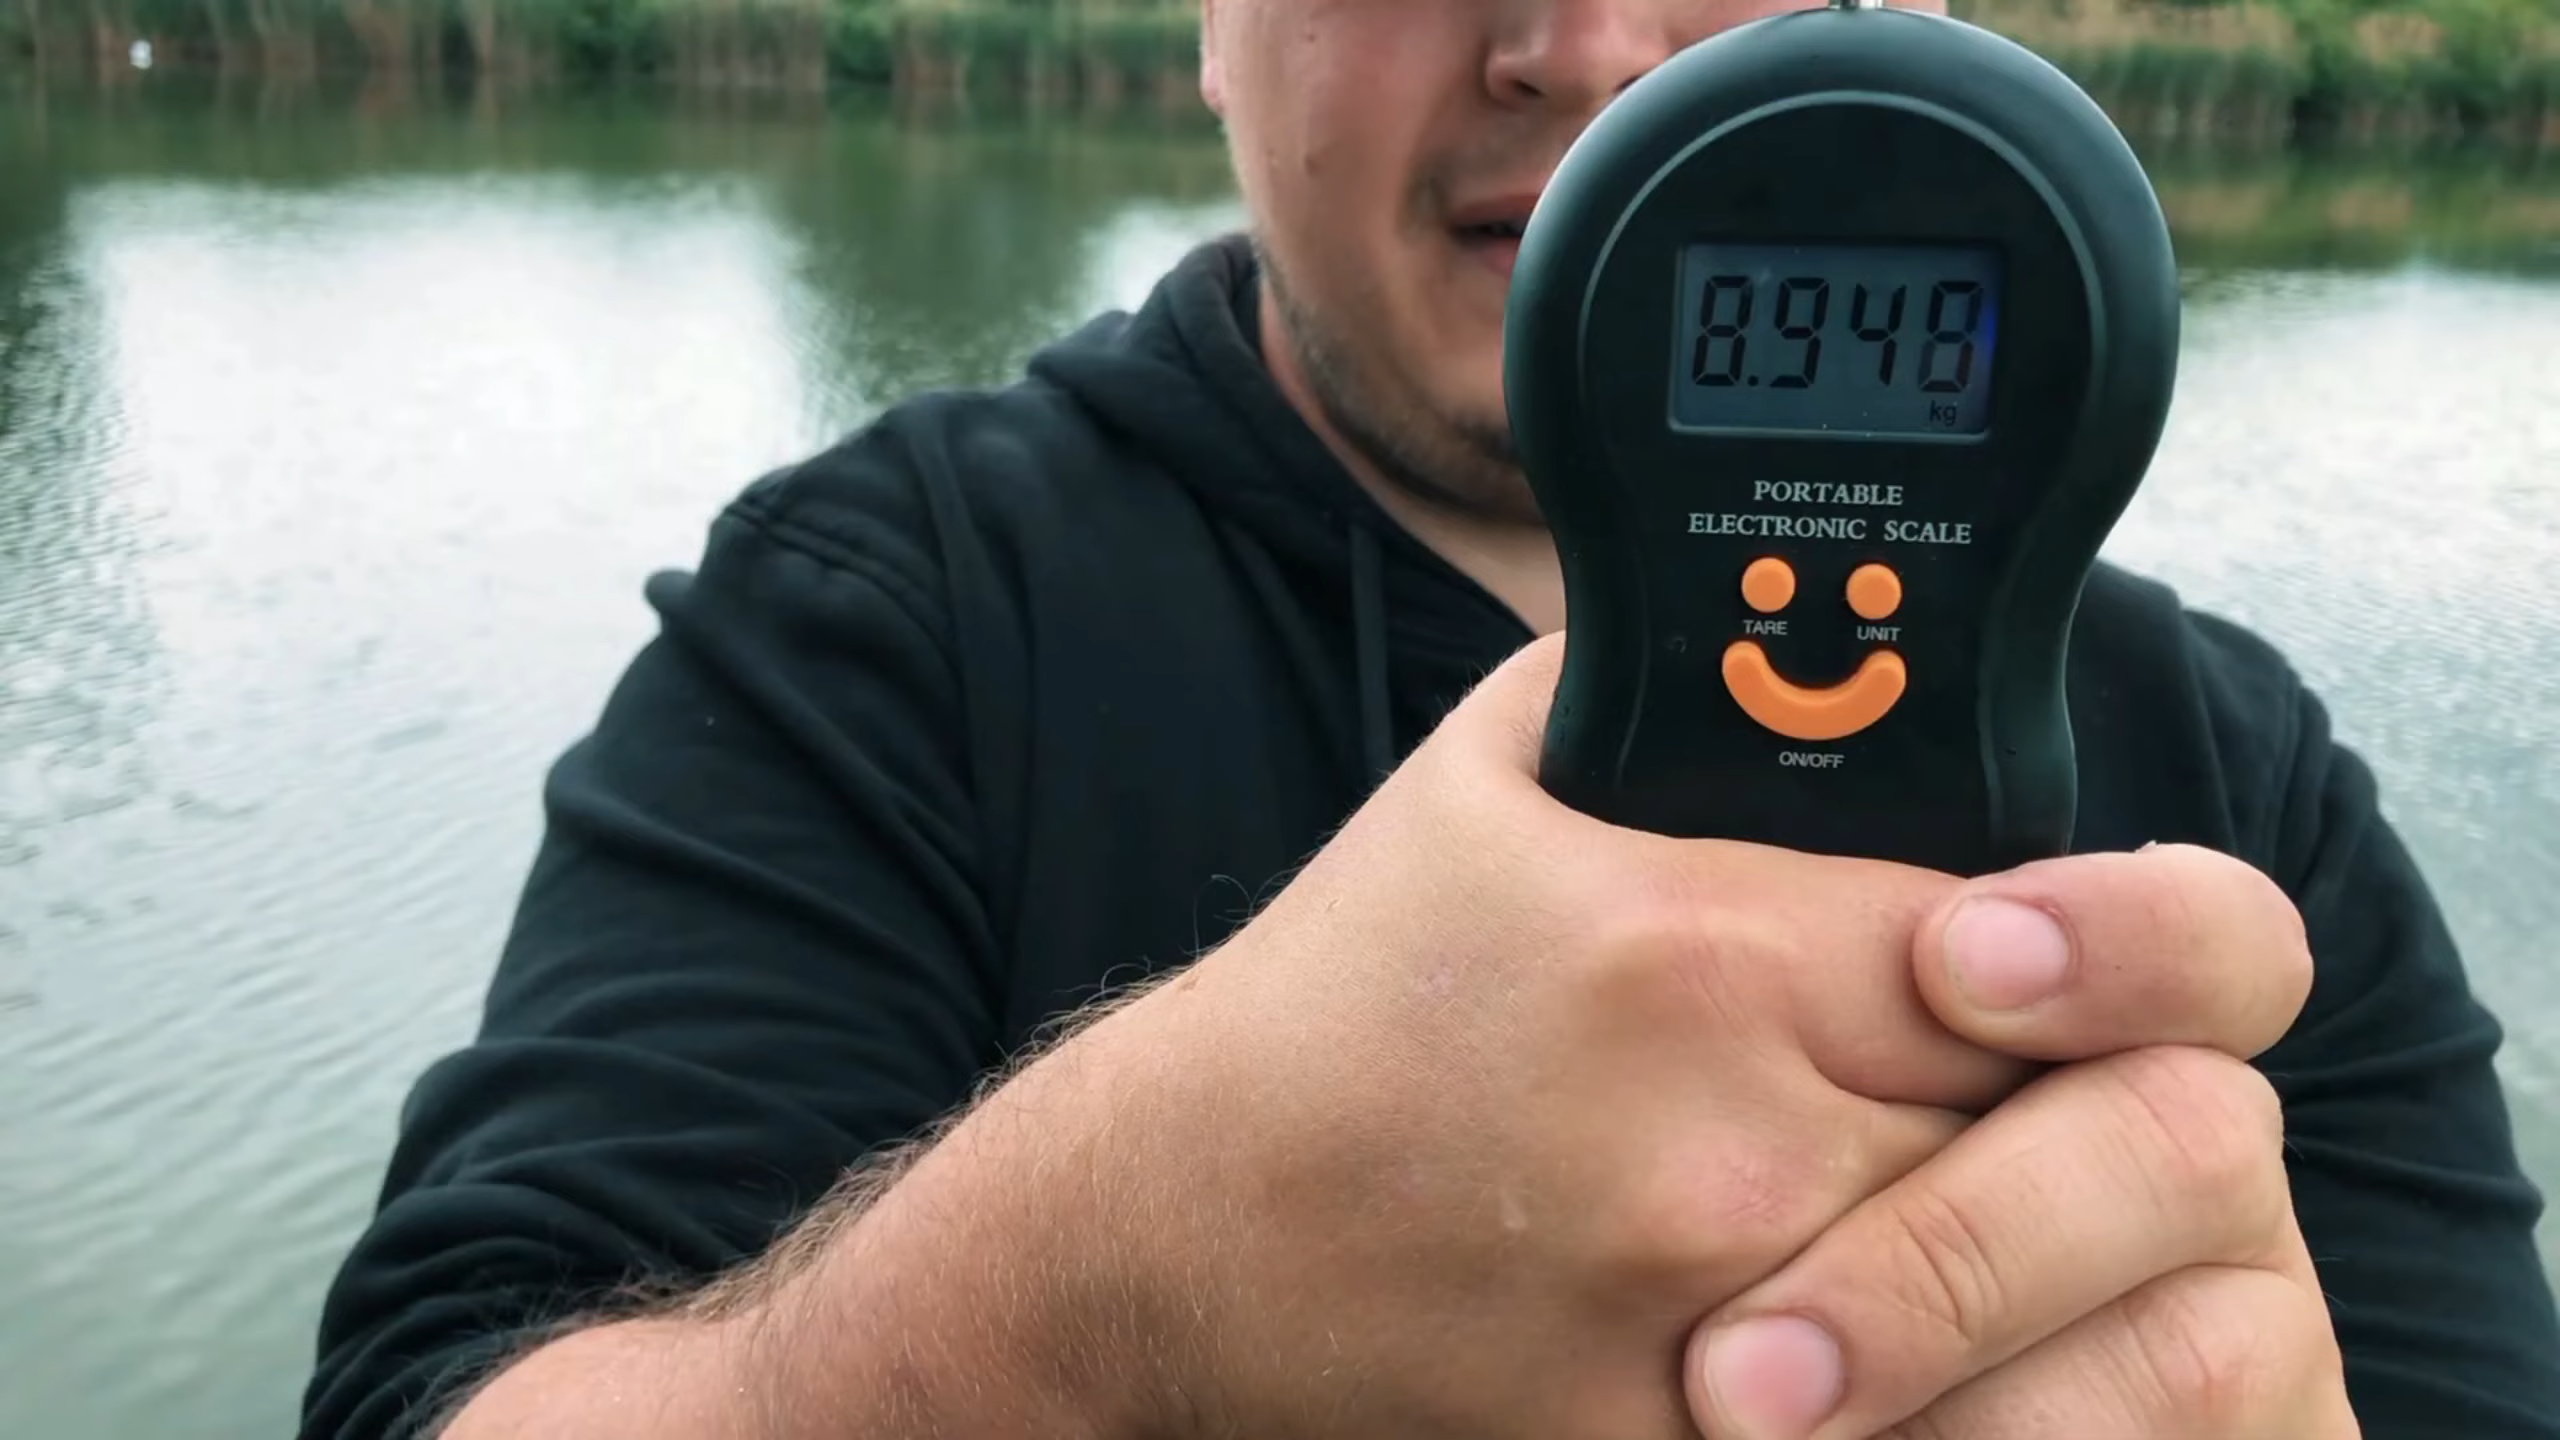 8.948
kg
PORTABLE
ELECTRONIC SCALE
TARE UNIT
ON/OFF